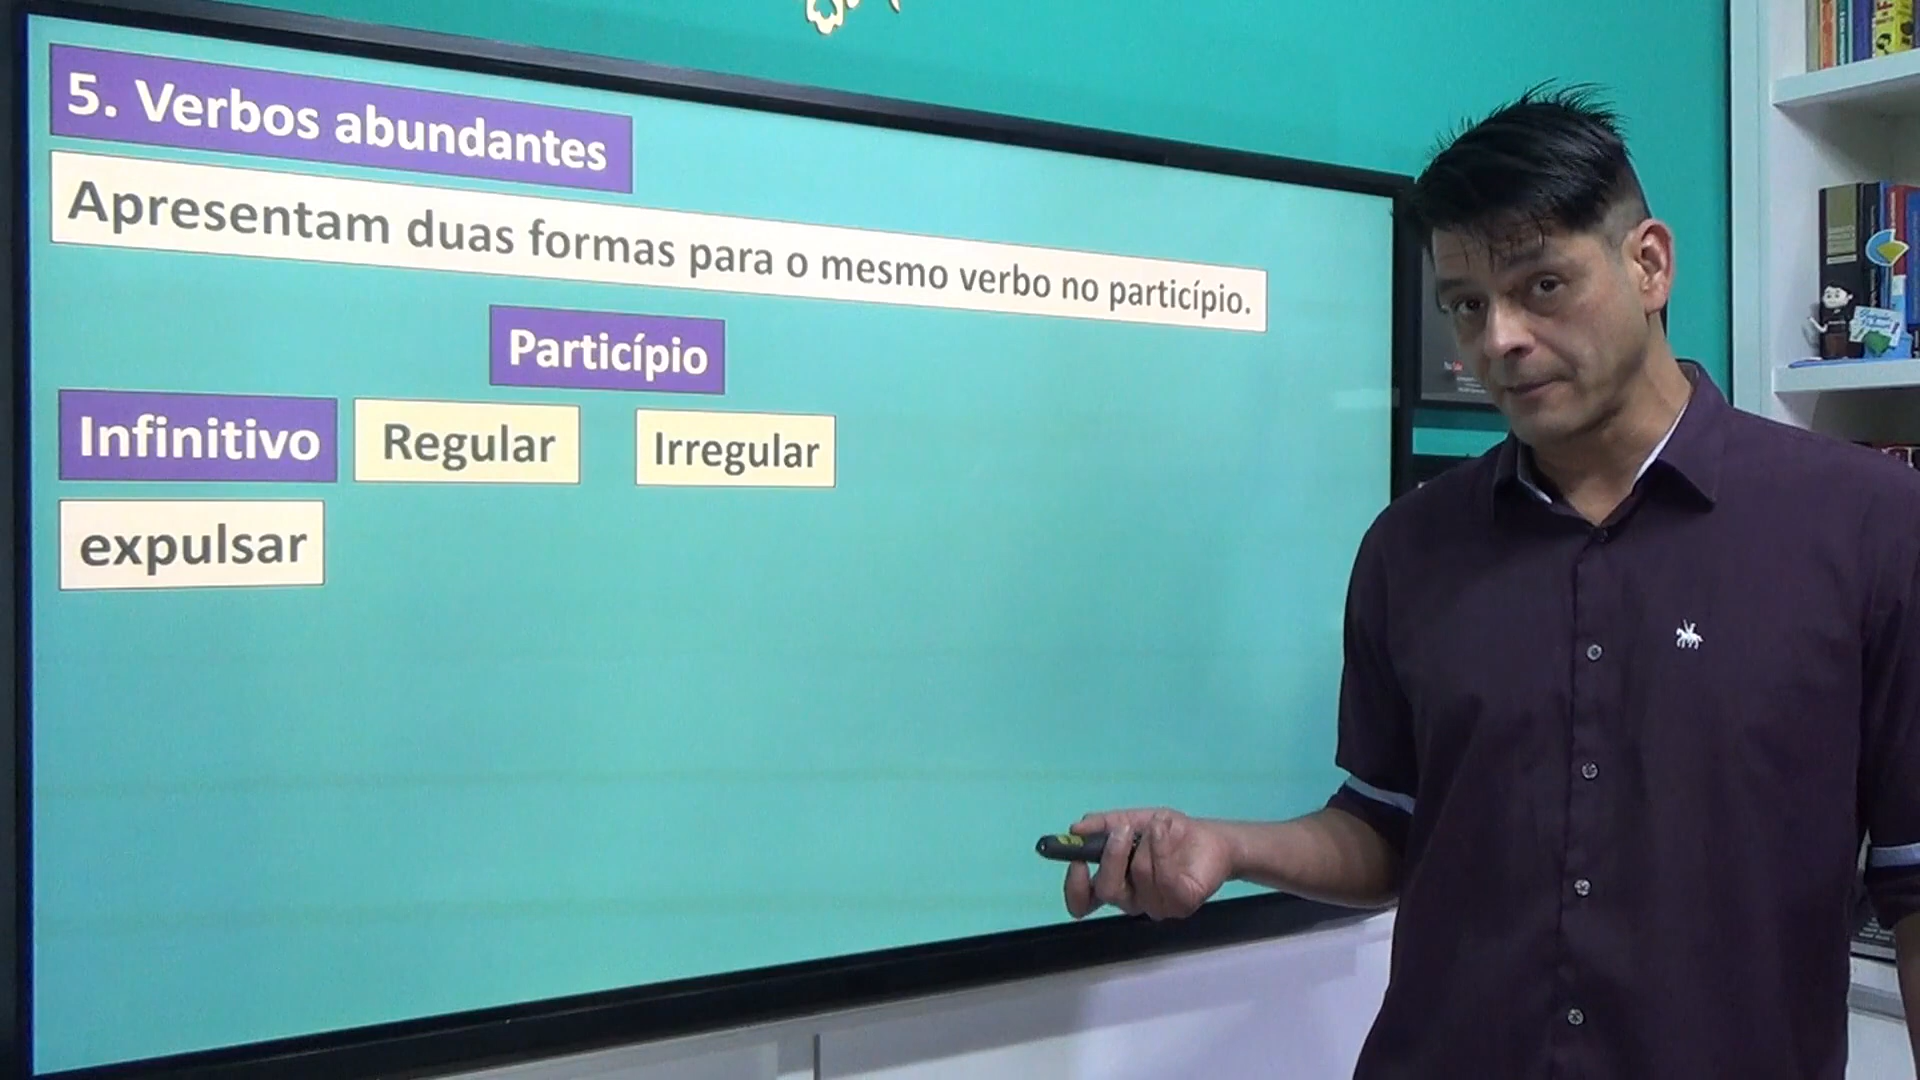 5. Verbos abundantes
Apresentam duas formas para o mesmo verbo no particípio.
Particípio
Infinitivo Regular Irregular
expulsar